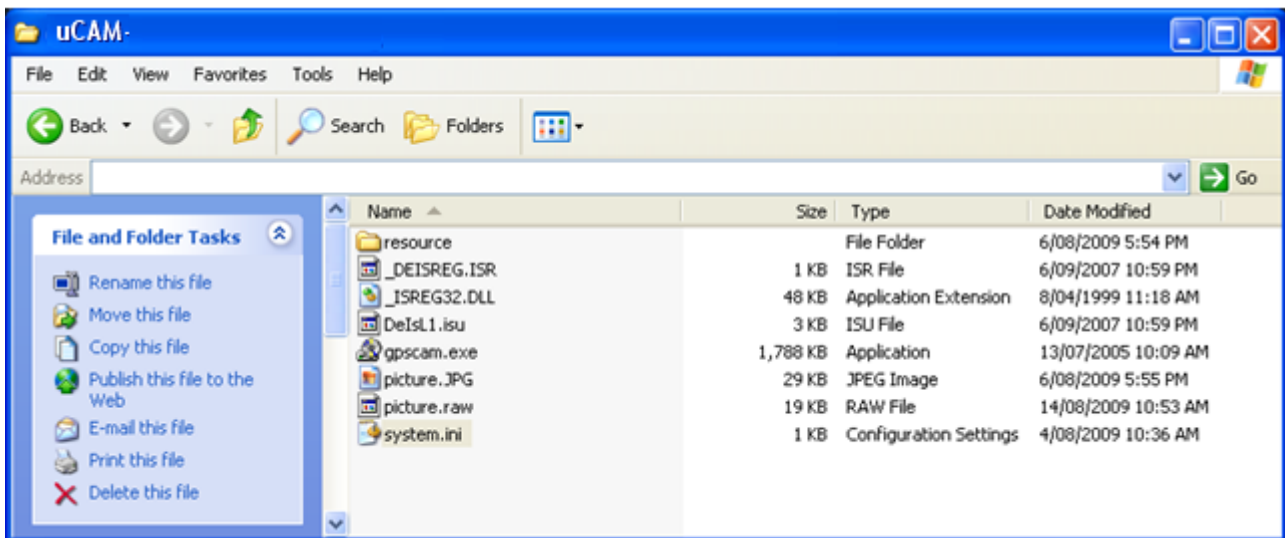 uCAM-
File Edit View Favorites Tools Help
Back Search Folders
Address Go
Name Size Type Date Modified
File and Folder Tasks
Rename this file
Move this file
Copy this file
Publish this file to the
Web
E-mail this file
Print this file
Delete this file
resource File Folder 6/08/2009 5:54 PM
_DEISREG.ISR 1 KB ISR File 6/09/2007 10:59 PM
_ISREG32.DLL 48 KB Application Extension 8/04/1999 11:18 AM
DeIsL1.isu 3 KB ISU File 6/09/2007 10:59 PM
gpscam.exe 1,788 KB Application 13/07/2005 10:09 AM
picture.JPG 29 KB JPEG Image 6/08/2009 5:55 PM
picture.raw 19 KB RAW File 14/08/2009 10:53 AM
system.ini 1 KB Configuration Settings 4/08/2009 10:36 AM